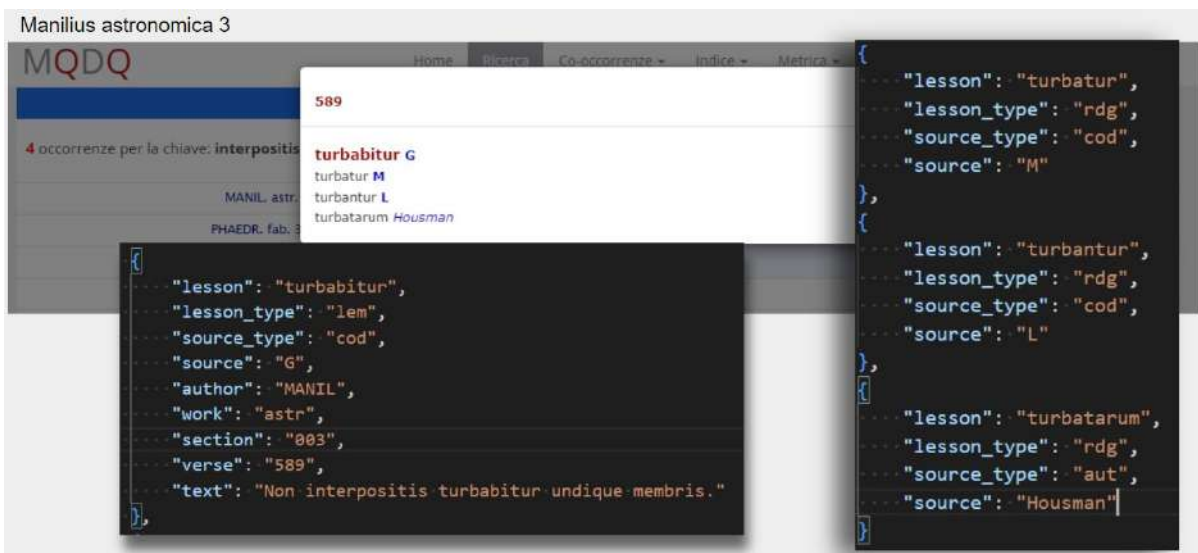 Manilius astronomica 3
MQDQ
Home Ricerca Co-occorrenze Indice Metrica
4 occorrenze per la chiave: interpositis
MANIL. astr.
PHAEDR. fab. 3
589
turbabitur G
turbatur M
turbantur L
turbatarum Housman
{
"lesson": "turbabitur",
"lesson_type": "lem",
"source_type": "cod",
"source": "G",
"author": "MANIL",
"work": "astr",
"section": "003",
"verse": "589",
"text": "Non interpositis turbabitur undique membris."
},
{
"lesson": "turbatur",
"lesson_type": "rdg",
"source_type": "cod",
"source": "M"
},
{
"lesson": "turbantur",
"lesson_type": "rdg",
"source_type": "cod",
"source": "L"
},
{
"lesson": "turbatarum",
"lesson_type": "rdg",
"source_type": "aut",
"source": "Housman"
}